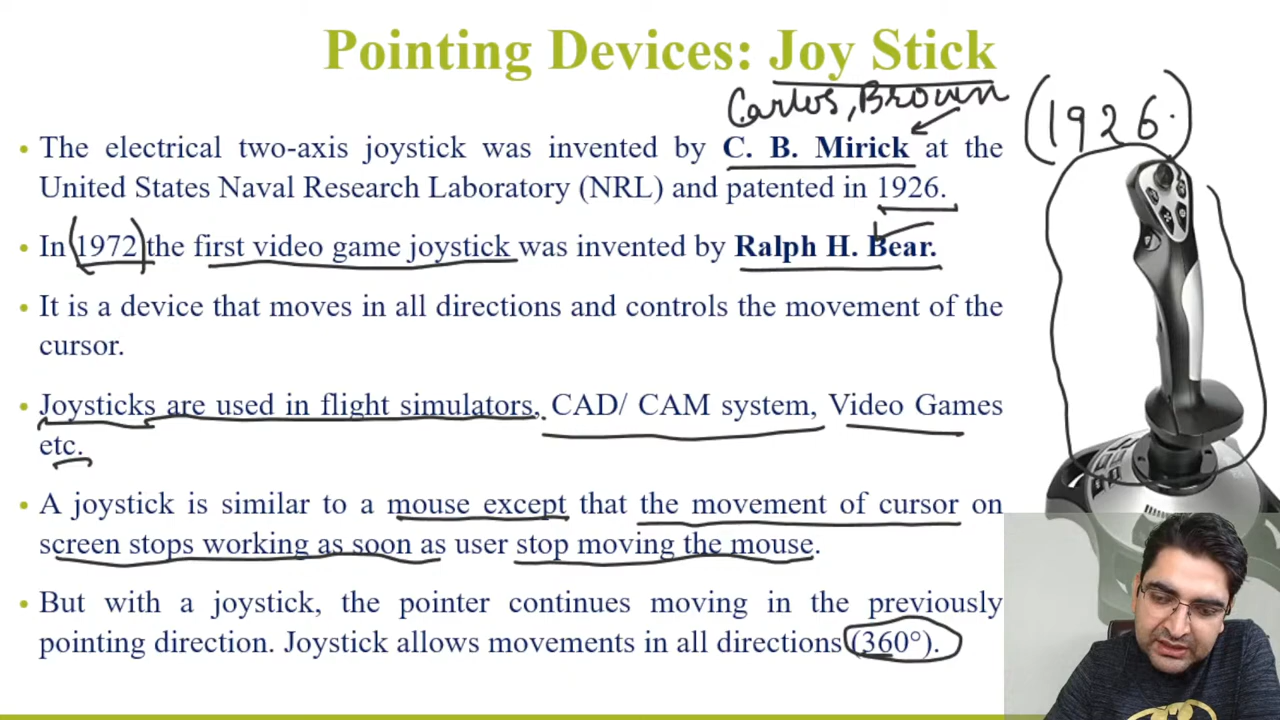 Pointing Devices: Joy Stick
Carlos, Brown
(1926.)
• The electrical two-axis joystick was invented by C. B. Mirick at the
United States Naval Research Laboratory (NRL) and patented in 1926.
• In (1972) the first video game joystick was invented by Ralph H. Bear.
• It is a device that moves in all directions and controls the movement of the
cursor.
• Joysticks are used in flight simulators, CAD/ CAM system, Video Games
etc.
• A joystick is similar to a mouse except that the movement of cursor on
screen stops working as soon as user stop moving the mouse.
• But with a joystick, the pointer continues moving in the previously
pointing direction. Joystick allows movements in all directions (360°).